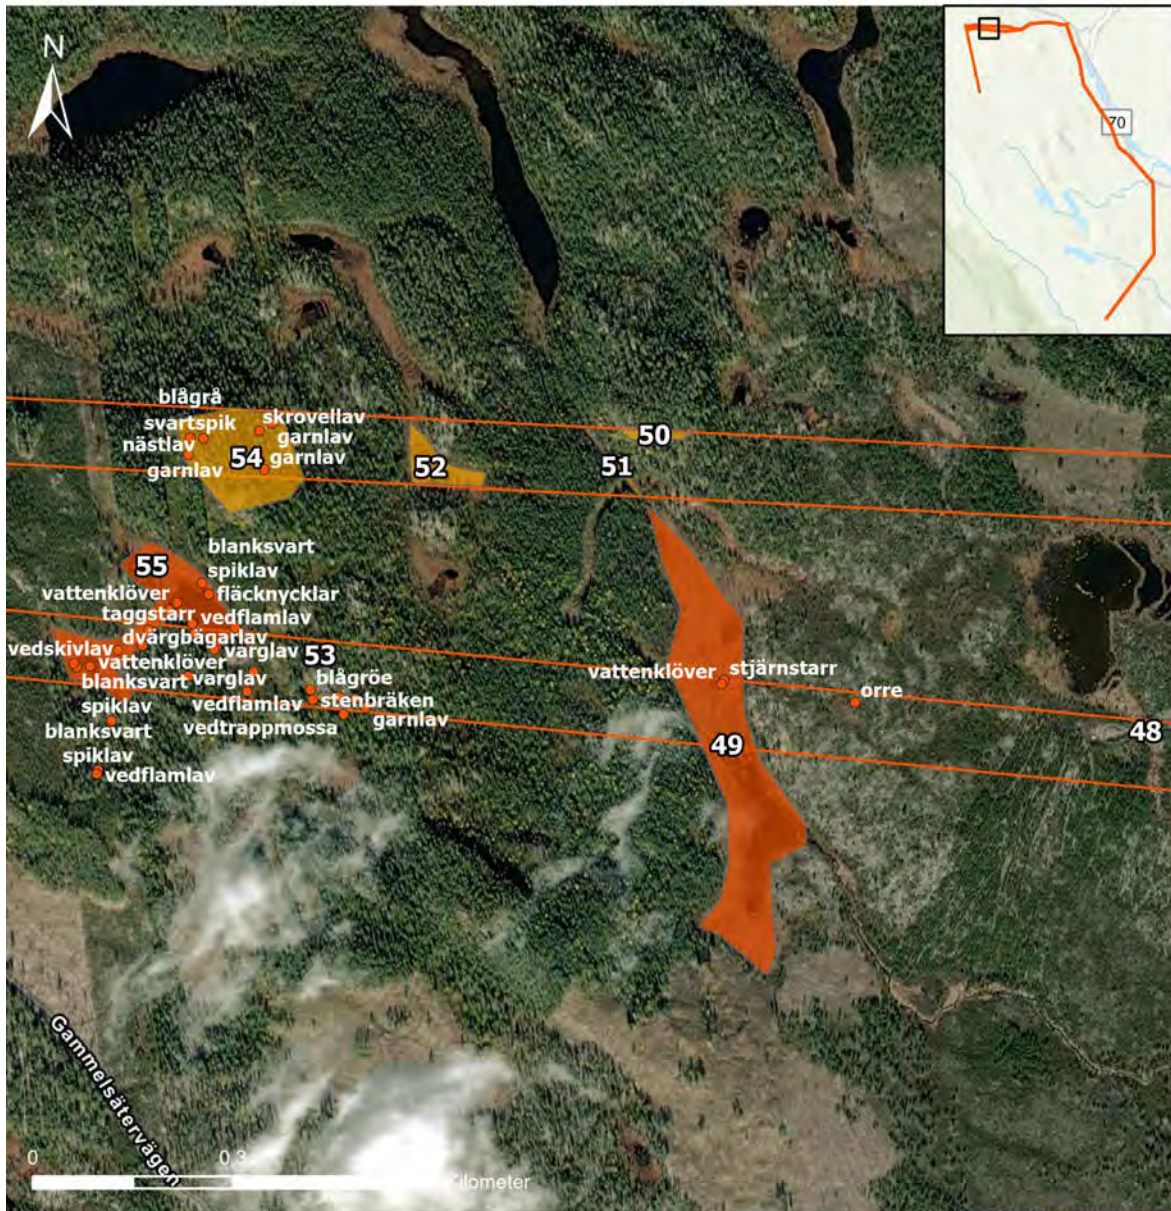 N
70
blågrå
svartspik
skrovellav
nästlav
garnlav
garnlav
garnlav
54
52
50
51
blanksvart
spiklav
55
fläcknycklar
vattenklöver
taggstarr
vedflamlav
dvärgbägarlav
vedskivlav
varglav
53
vattenklöver
blanksvart
varglav
blågröe
spiklav
vedflamlav
stenbräken
garnlav
blanksvart
vedtrappmossa
spiklav
vedflamlav
vattenklöver
stjärnstarr
orre
49
48
Gammelsätervägen
0
0